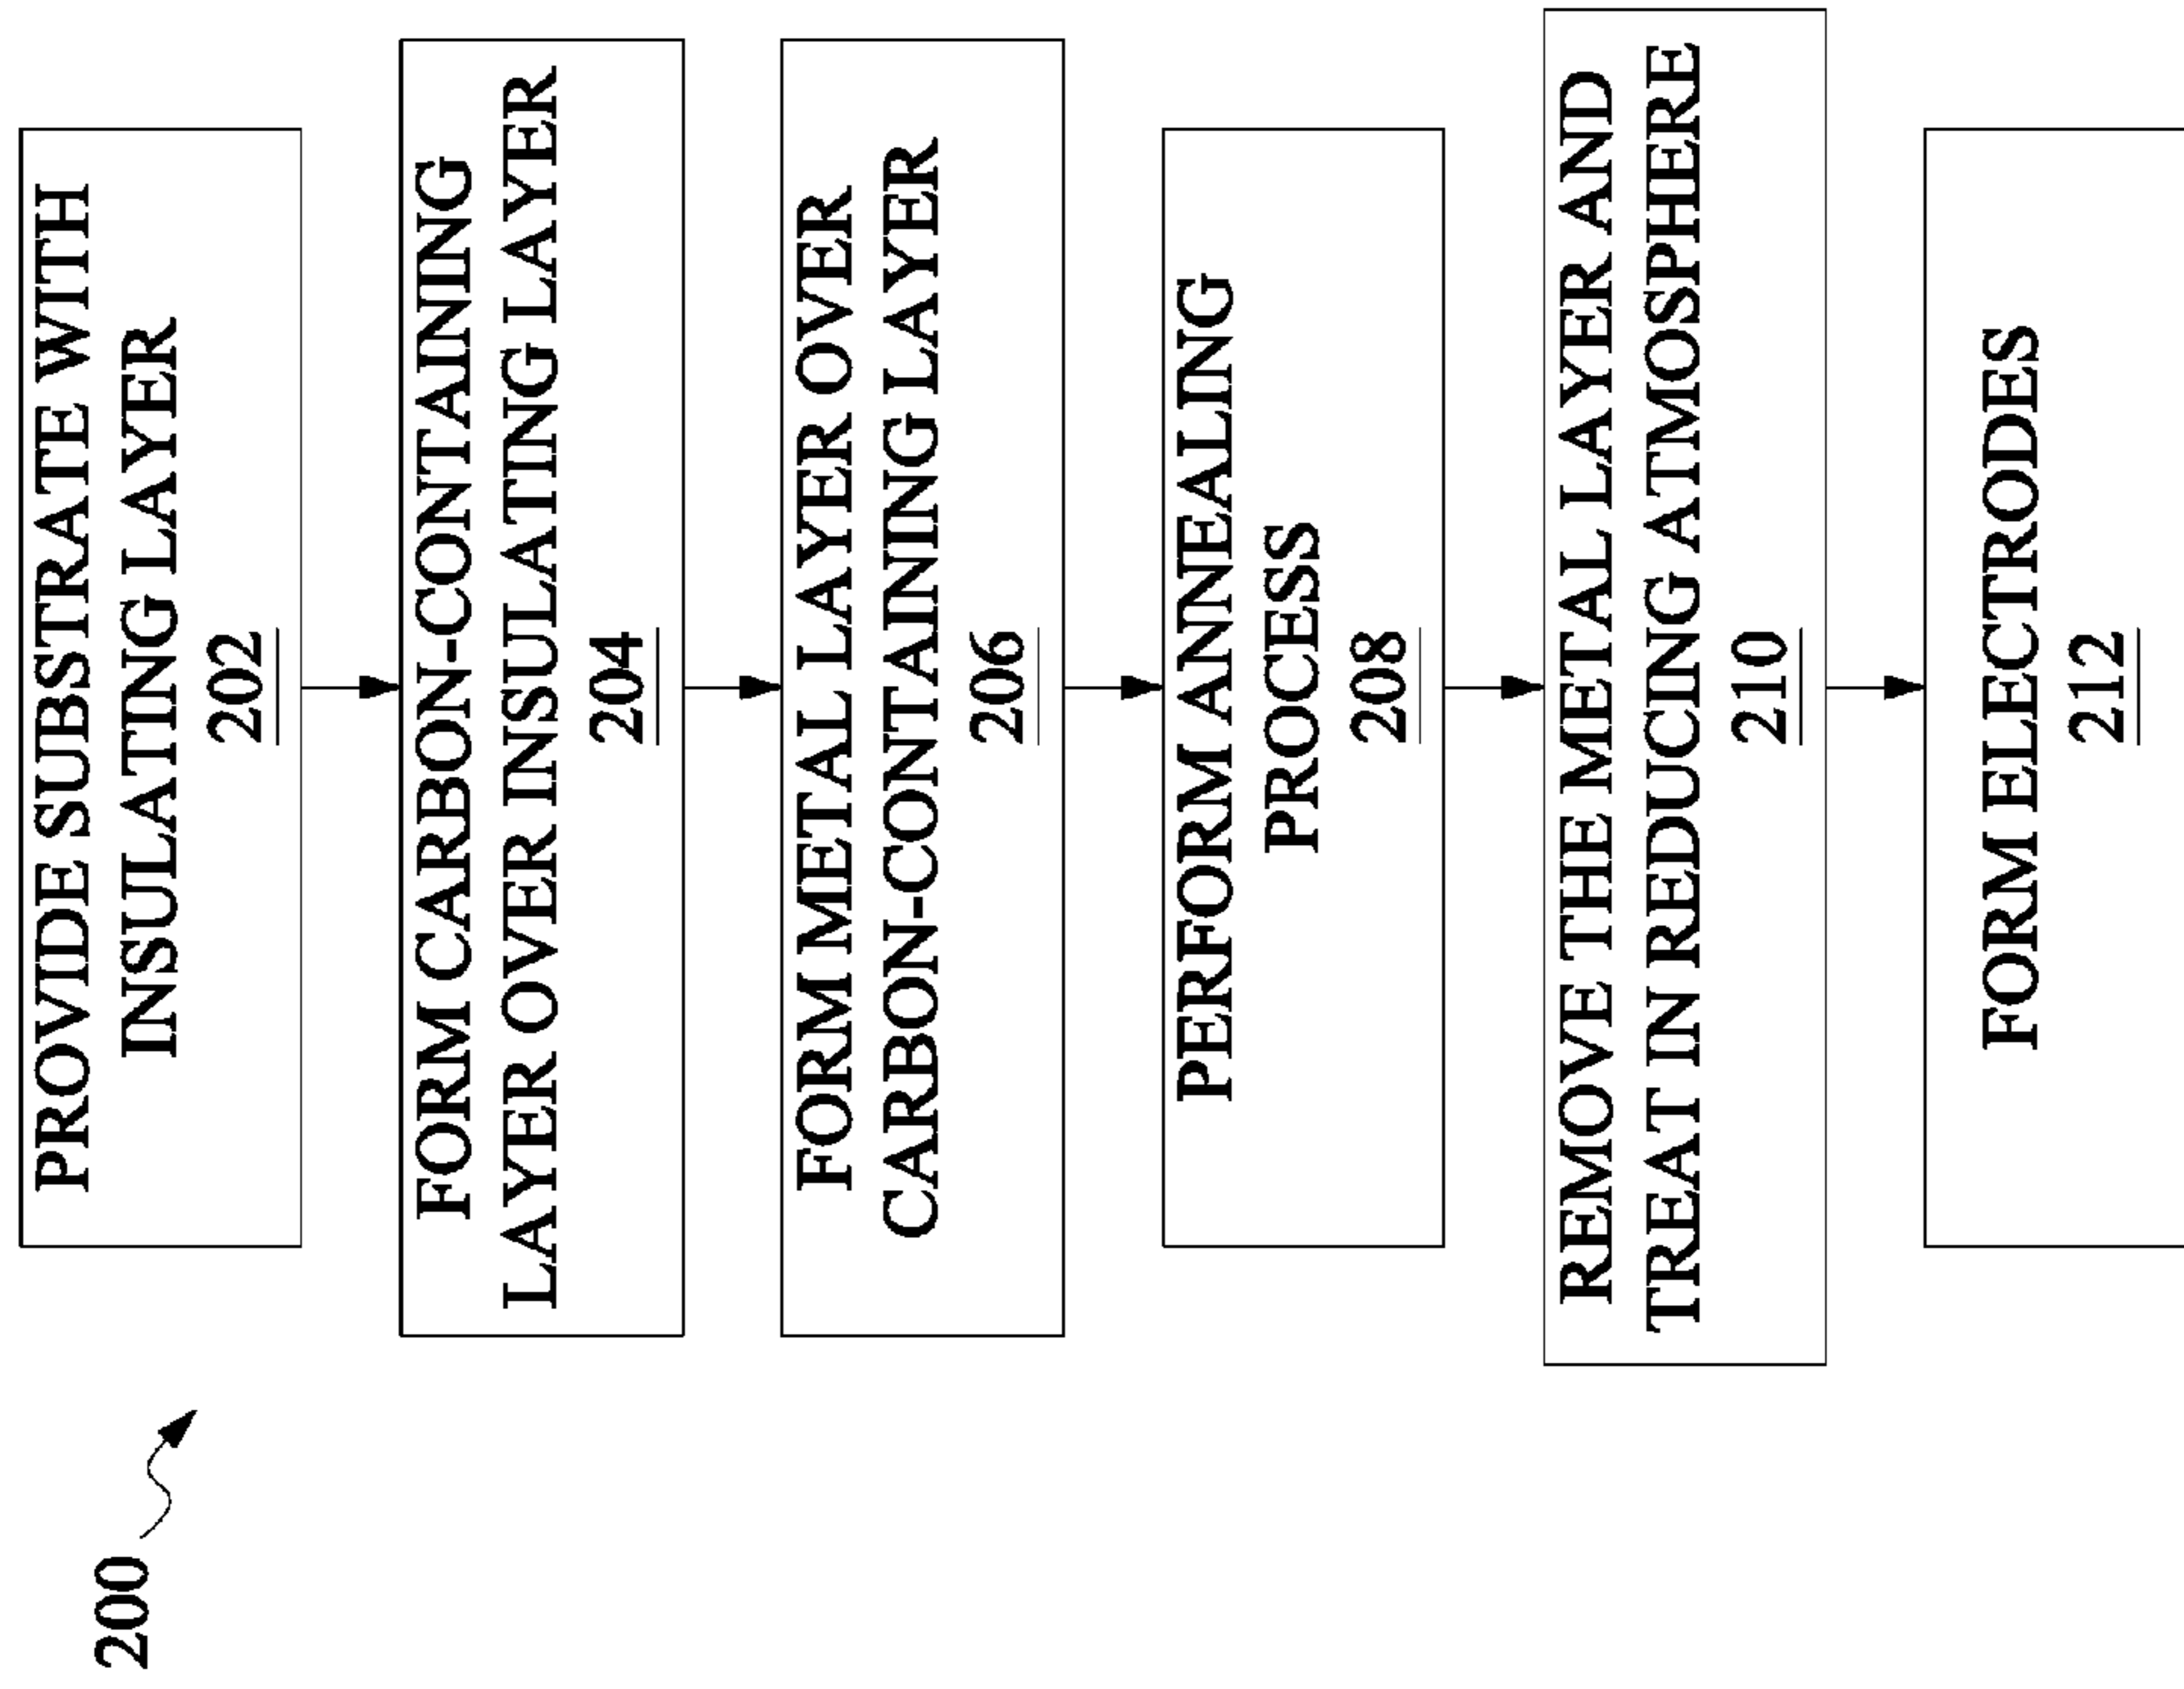 200
PROVIDE SUBSTRATE WITH
INSULATING LAYER
202
FORM CARBON-CONTAINING
LAYER OVER INSULATING LAYER
204
FORM METAL LAYER OVER
CARBON-CONTAINING LAYER
206
PERFORM ANNEALING
PROCESS
208
REMOVE THE METAL LAYER AND
TREAT IN REDUCING ATMOSPHERE
210
FORM ELECTRODES
212